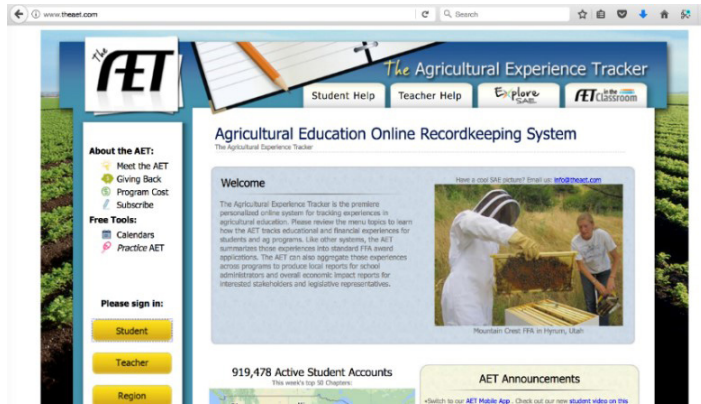 www.theaet.com
Search
The AET
The Agricultural Experience Tracker
Student Help
Teacher Help
Explore SAE
AET in the Classroom
About the AET:
Meet the AET
Giving Back
Program Cost
Subscribe
Free Tools:
Calendars
Practice AET
Please sign in:
Student
Teacher
Region
Agricultural Education Online Recordkeeping System
The Agricultural Experience Tracker
Welcome
The Agricultural Experience Tracker is the premiere
personalized online system for tracking experiences in
agricultural education. Please review the menu topics to learn
how the AET tracks educational and financial experiences for
students and ag programs. Like other systems, the AET
summarizes those experiences into standard FFA award
applications. The AET can also aggregate those experiences
across programs to produce local reports for school
administrators and overall economic impact reports for
interested stakeholders and legislative representatives.
Have a cool SAE picture? Email us: info@theaet.com
Mountain Crest FFA in Hyrum, Utah
919,478 Active Student Accounts
This week's top 50 Chapters:
AET Announcements
•Switch to our AET Mobile App . Check out our new student video on this